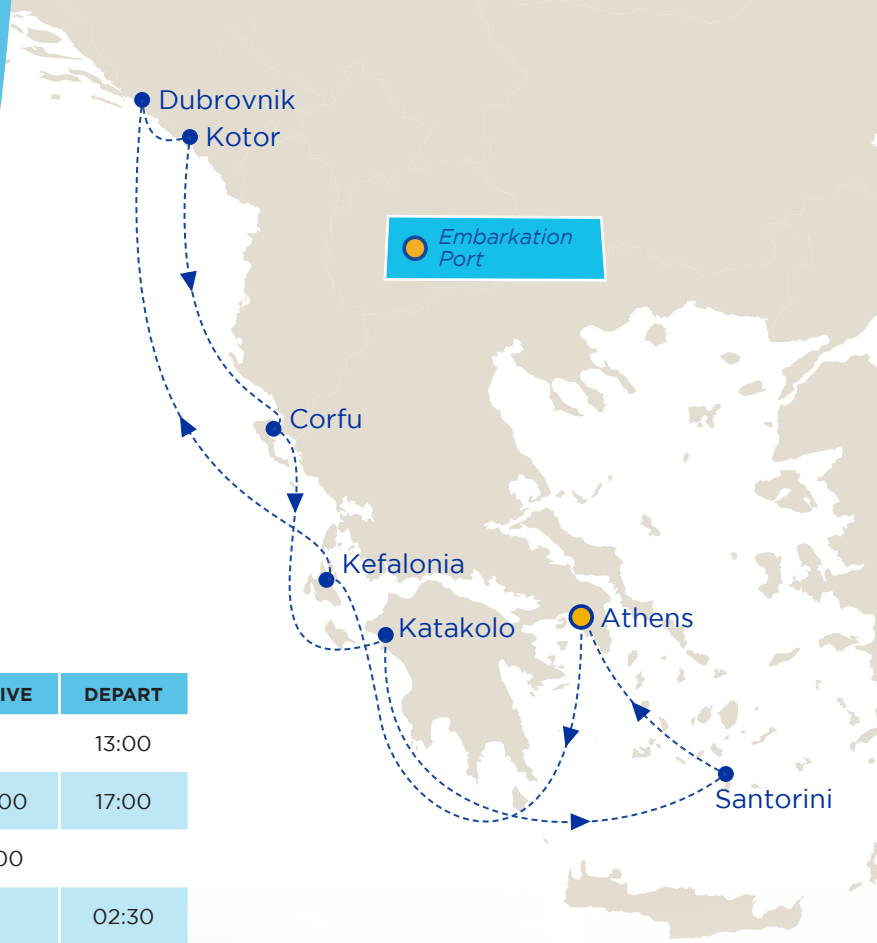 Dubrovnik
Kotor
Embarkation
Port
Corfu
Kefalonia
Katakolo
Athens
Santorini
DEPART
13:00
17:00
02:30